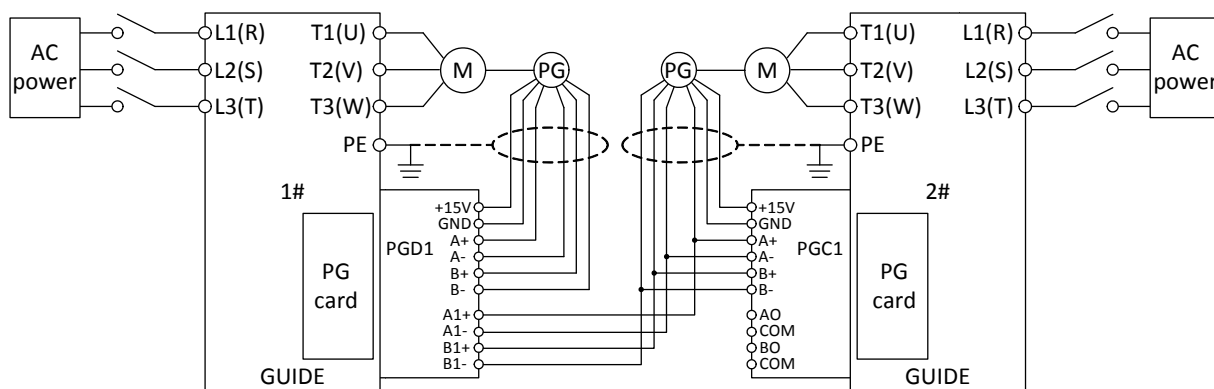 AC
power
L1(R)
L2(S)
L3(T)
T1(U)
T2(V)
T3(W)
PE
M
PG
1#
PG
card
GUIDE
PGD1
+15V
GND
A+
A-
B+
B-
A1+
A1-
B1+
B1-
PG
M
T1(U)
T2(V)
T3(W)
PE
L1(R)
L2(S)
L3(T)
AC
power
2#
PGC1
+15V
GND
A+
A-
B+
B-
AO
COM
BO
COM
PG
card
GUIDE